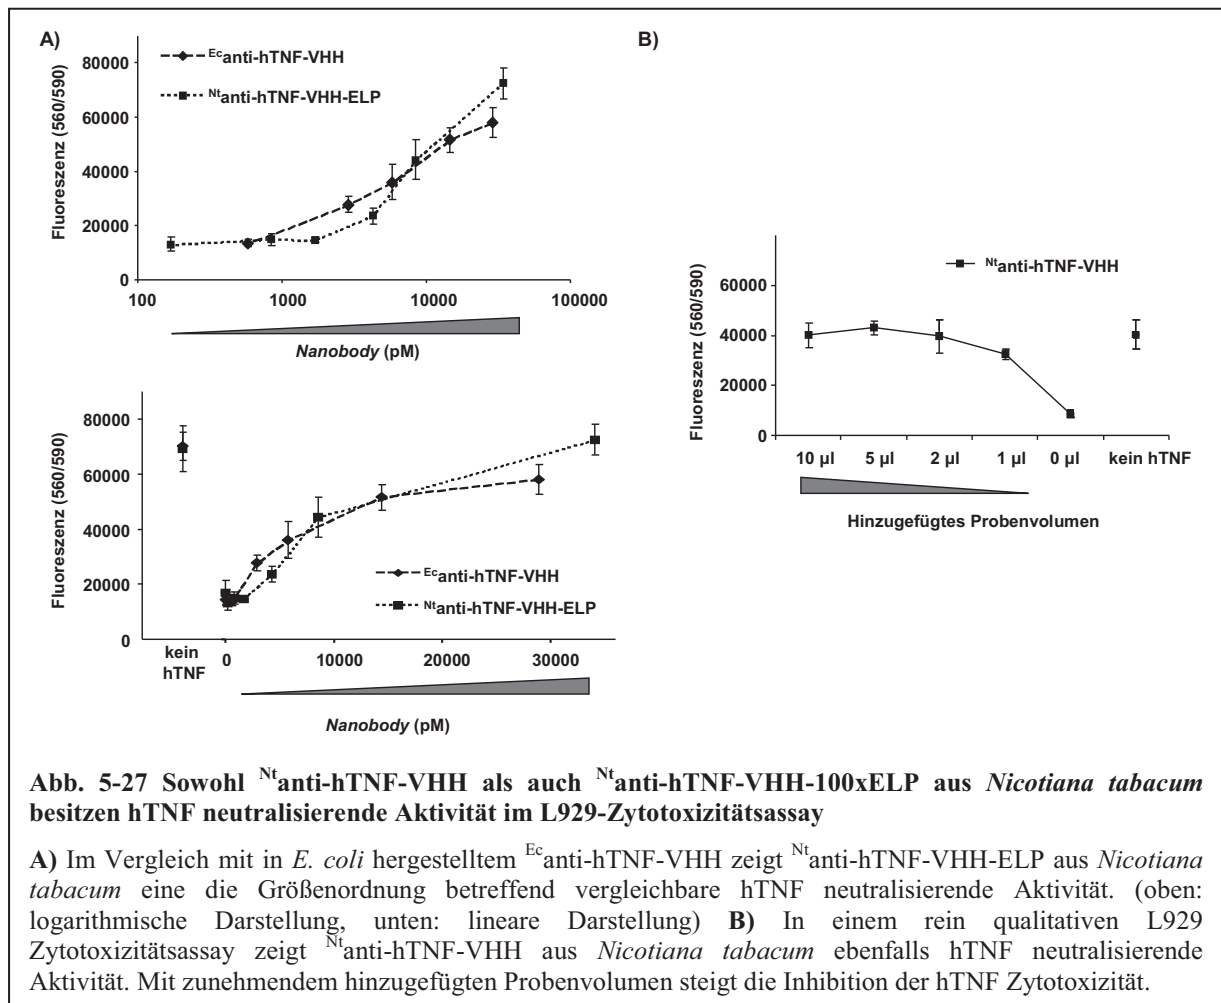 A)
80000
60000
40000
20000
0
Fluoreszenz (560/590)
Ecanti-hTNF-VHH
Ntanti-hTNF-VHH-ELP
100 1000 10000 100000
Nanobody (pM)
80000
60000
40000
20000
0
Fluoreszenz (560/590)
Ecanti-hTNF-VHH
Ntanti-hTNF-VHH-ELP
kein
hTNF
0 10000 20000 30000
Nanobody (pM)
B)
Ntanti-hTNF-VHH
60000
40000
20000
0
Fluoreszenz (560/590)
10 µl 5 µl 2 µl 1 µl 0 µl kein hTNF
Hinzugefügtes Probenvolumen
Abb. 5-27 Sowohl Ntanti-hTNF-VHH als auch Ntanti-hTNF-VHH-100xELP aus Nicotiana tabacum
besitzen hTNF neutralisierende Aktivität im L929-Zytotoxizitätsassay
A) Im Vergleich mit in E. coli hergestelltem Ecanti-hTNF-VHH zeigt Ntanti-hTNF-VHH-ELP aus Nicotiana
tabacum eine die Größenordnung betreffend vergleichbare hTNF neutralisierende Aktivität. (oben:
logarithmische Darstellung, unten: lineare Darstellung) B) In einem rein qualitativen L929
Zytotoxizitätsassay zeigt Ntanti-hTNF-VHH aus Nicotiana tabacum ebenfalls hTNF neutralisierende
Aktivität. Mit zunehmendem hinzugefügten Probenvolumen steigt die Inhibition der hTNF Zytotoxizität.